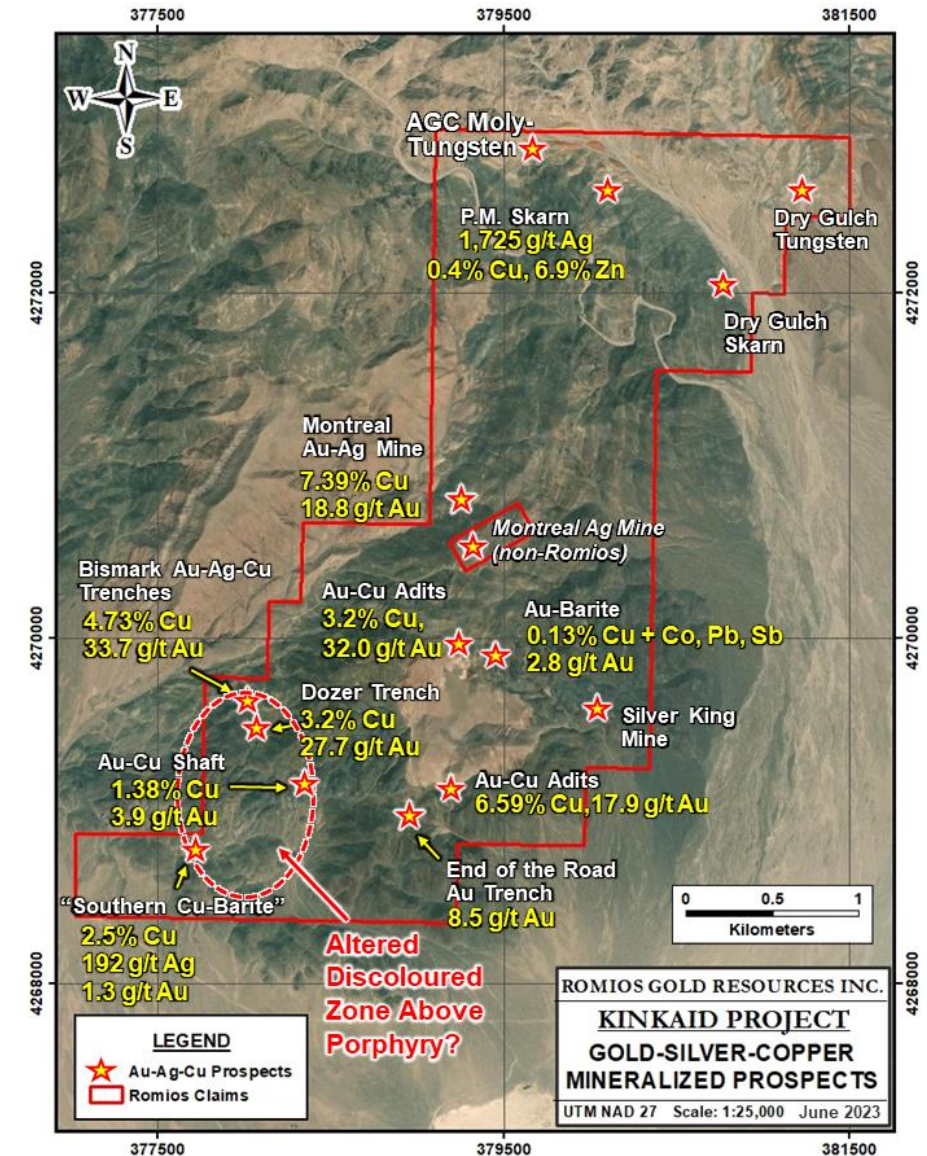 377500 379500 381500
N
W E
S
AGC Moly-
Tungsten
P.M. Skarn
1,725 g/t Ag
0.4% Cu, 6.9% Zn
Dry Gulch
Tungsten
4272000
4272000
Dry Gulch
Skarn
Montreal
Au-Ag Mine
7.39% Cu
18.8 g/t Au
Montreal Ag Mine
(non-Romios)
Bismark Au-Ag-Cu
Trenches
4.73% Cu
33.7 g/t Au
Au-Cu Adits
3.2% Cu,
32.0 g/t Au
Au-Barite
0.13% Cu + Co, Pb, Sb
2.8 g/t Au
4270000
4270000
Dozer Trench
3.2% Cu
27.7 g/t Au
Silver King
Mine
Au-Cu Shaft
1.38% Cu
3.9 g/t Au
Au-Cu Adits
6.59% Cu,17.9 g/t Au
End of the Road
Au Trench
8.5 g/t Au
"Southern Cu-Barite"
2.5% Cu
192 g/t Ag
1.3 g/t Au
Altered
Discoloured
Zone Above
Porphyry?
0 0.5 1
Kilometers
4268000
4268000
LEGEND
Au-Ag-Cu Prospects
Romios Claims
ROMIOS GOLD RESOURCES INC.
KINKAID PROJECT
GOLD-SILVER-COPPER
MINERALIZED PROSPECTS
UTM NAD 27 Scale: 1:25,000 June 2023
377500 379500 381500